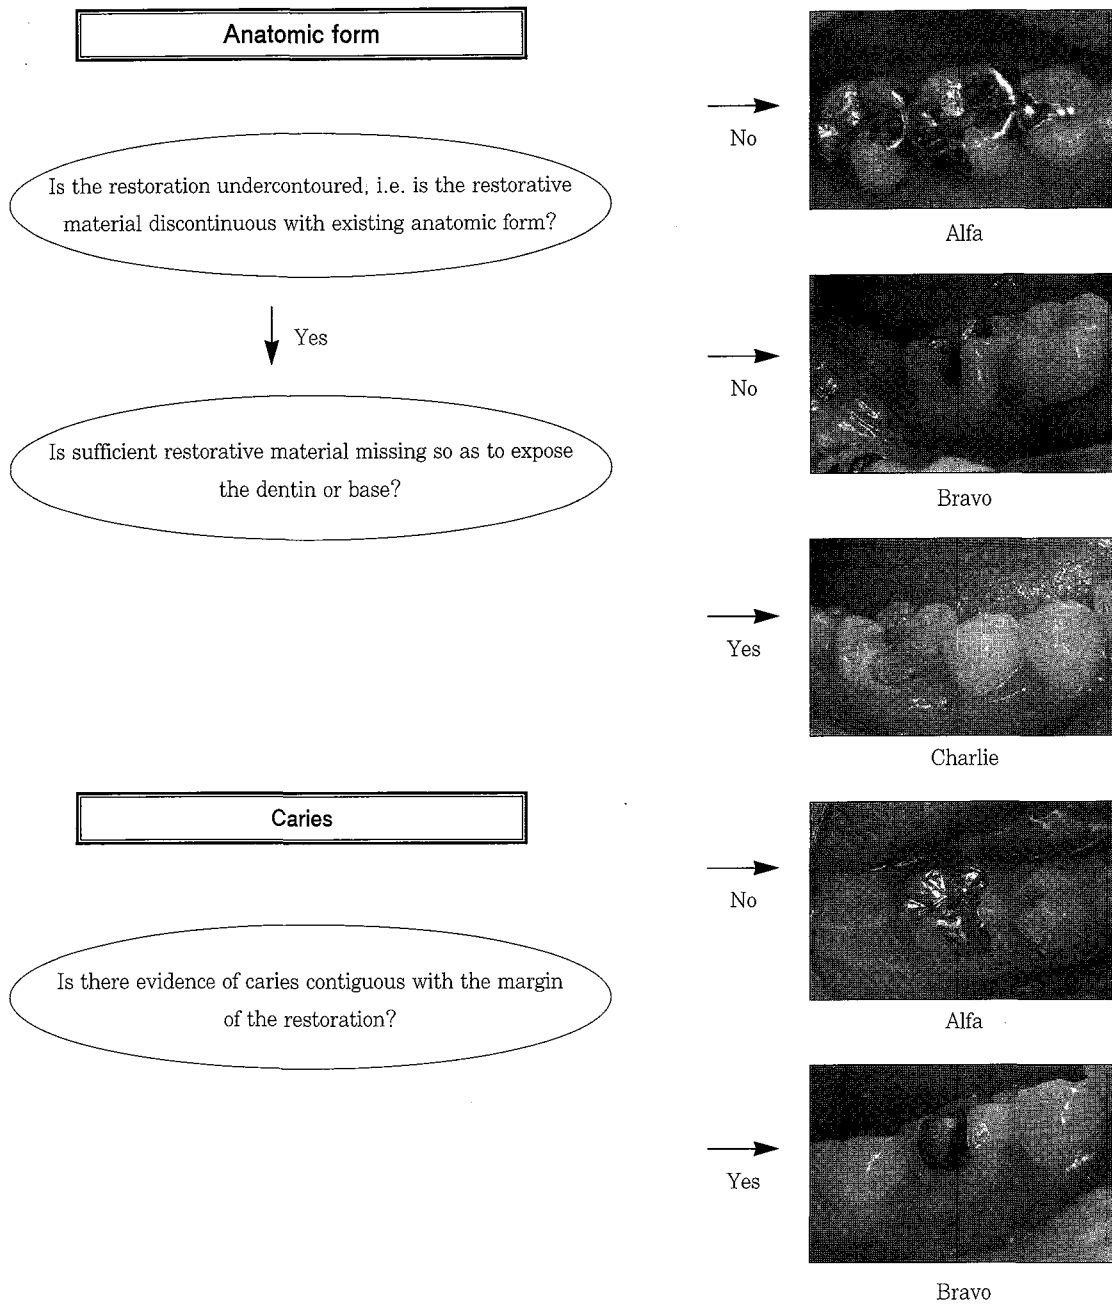 Anatomic form
No
Is the restoration undercontoured, i.e. is the restorative
material discontinuous with existing anatomic form?
Alfa
Yes
No
Is sufficient restorative material missing so as to expose
the dentin or base?
Bravo
Yes
Charlie
Caries
No
Is there evidence of caries contiguous with the margin
of the restoration?
Alfa
Yes
Bravo